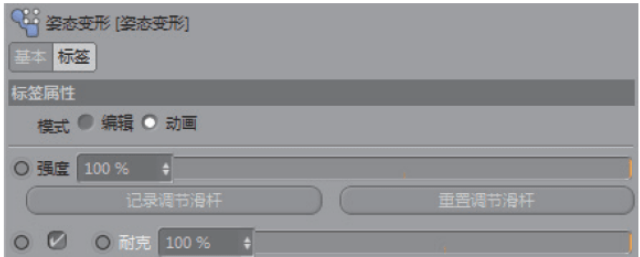 姿态变形 [姿态变形]
基本 标签
标签属性
模式 编辑 动画
强度 100 %
记录调节滑杆 重置调节滑杆
耐克 100 %